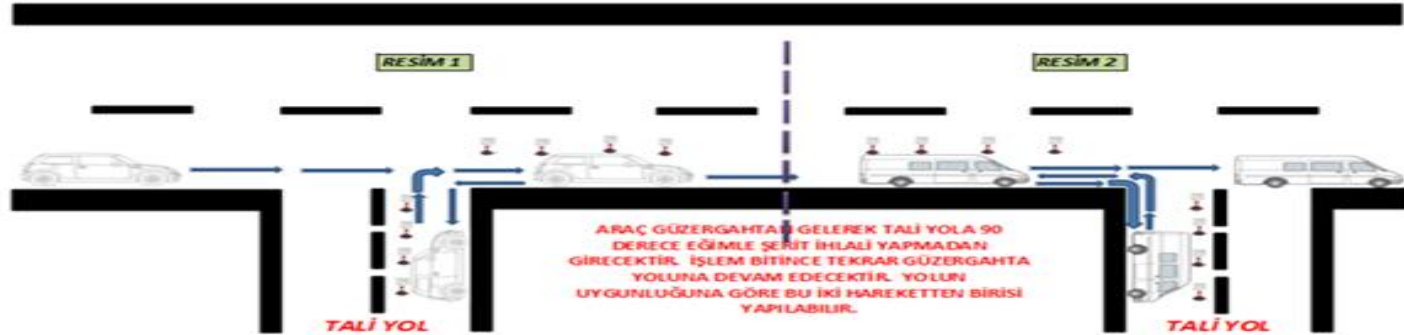 RESİM 1
RESİM 2
ARAÇ GÜZERGAHTAN GELEREK TALİ YOLA 90
DERECE EĞİMLE ŞERİT İHLALİ YAPMADAN
GİRECEKTİR. İŞLEM BİTİNCE TEKRAR GÜZERGAHTA
YOLUNA DEVAM EDECEKTİR. YOLUN
UYGUNLUĞUNA GÖRE BU İKİ HAREKETTEN BİRİSİ
YAPILABILIR.
TALİ YOL
TALİ YOL